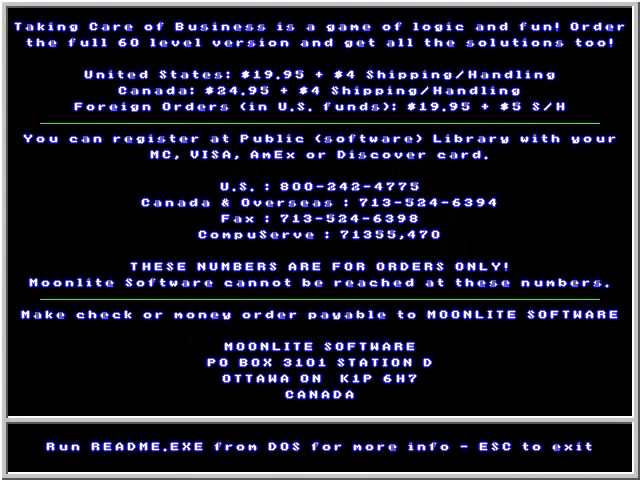 Taking Care of Business is a game of logic and fun! Order
the full 60 level version and get all the solutions too!
United States: $19.95 + $4 Shipping/Handling
Canada: $24.95 + $4 Shipping/Handling
Foreign Orders (in U.S. funds): $19.95 + $5 S/H
You can register at Public (software) Library with your
MC, VISA, AmEx or Discover card.
U.S. : 800-242-4775
Canada & Overseas : 713-524-6394
Fax : 713-524-6398
CompuServe : 71355,470
THESE NUMBERS ARE FOR ORDERS ONLY!
Moonlite Software cannot be reached at these numbers.
Make check or money order payable to MOONLITE SOFTWARE
MOONLITE SOFTWARE
PO BOX 3101 STATION D
OTTAWA ON  K1P 6H7
CANADA
Run README.EXE from DOS for more info - ESC to exit